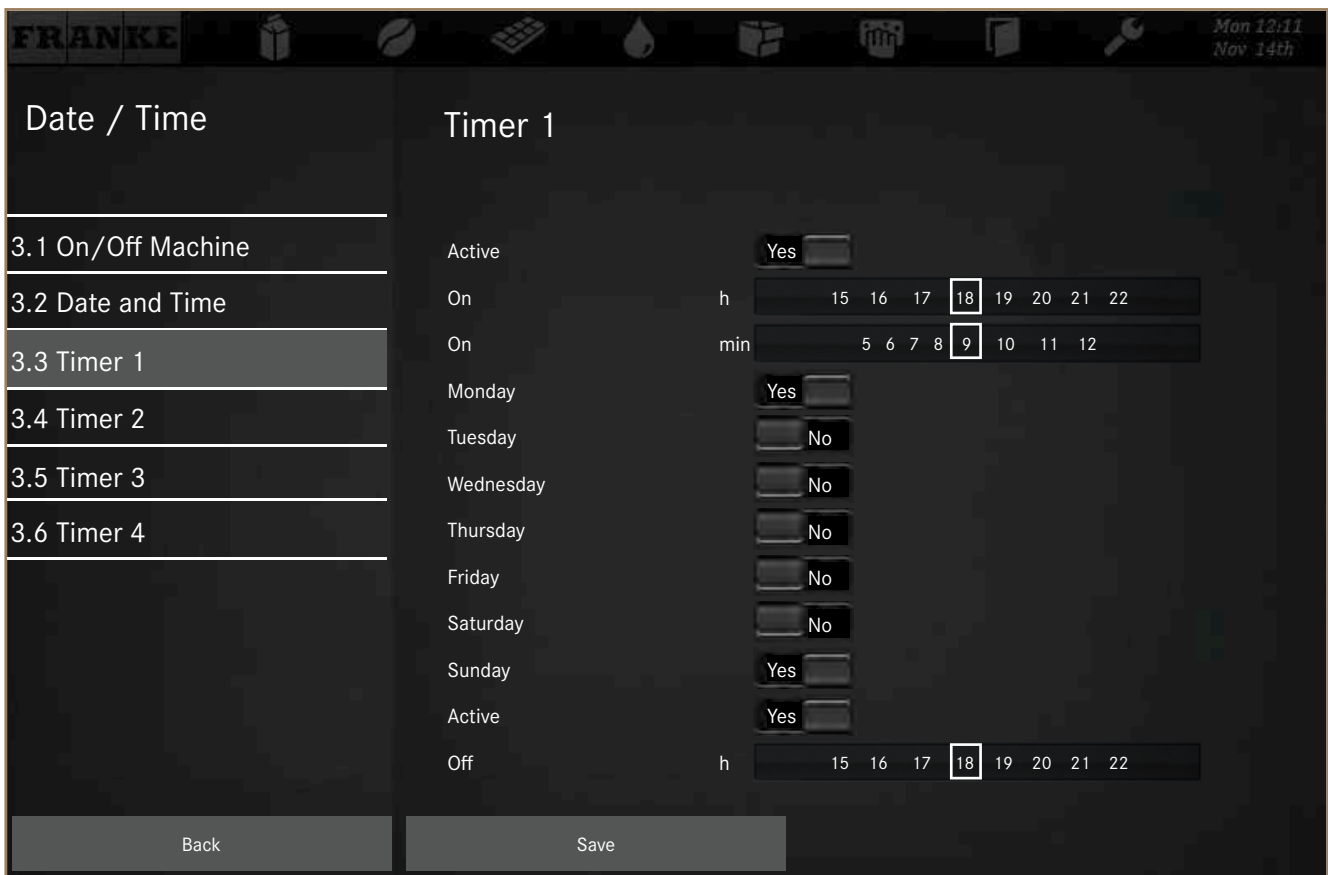 FRANKE
Mon 12:11
Nov 14th
Date / Time
3.1 On/Off Machine
3.2 Date and Time
3.3 Timer 1
3.4 Timer 2
3.5 Timer 3
3.6 Timer 4
Timer 1
Active Yes
On h 15 16 17 18 19 20 21 22
On min 5 6 7 8 9 10 11 12
Monday Yes
Tuesday No
Wednesday No
Thursday No
Friday No
Saturday No
Sunday Yes
Active Yes
Off h 15 16 17 18 19 20 21 22
Back Save